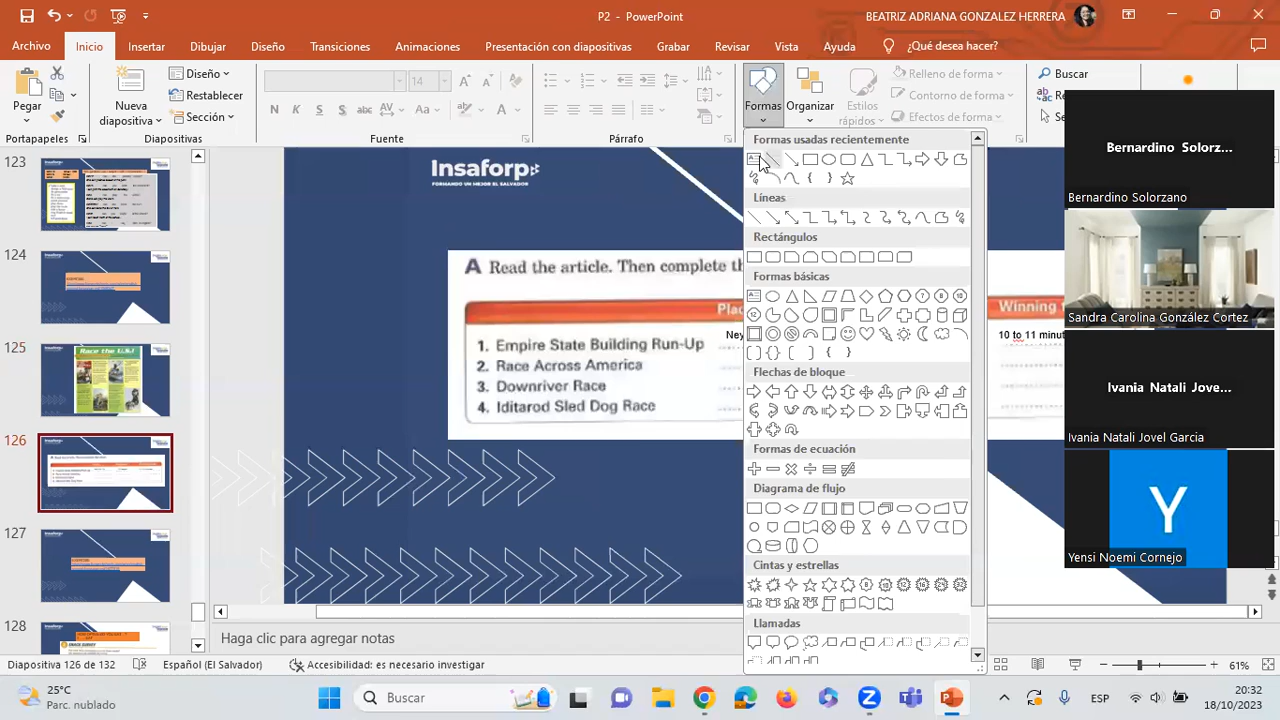 P2 - PowerPoint
BEATRIZ ADRIANA GONZALEZ HERRERA
Archivo
Inicio
Insertar
Dibujar
Diseño
Transiciones
Animaciones
Presentación con diapositivas
Grabar
Revisar
Vista
Ayuda
¿Qué desea hacer?
Pegar
Portapapeles
Nueva
diapositiva
Diseño
Restablecer
Sección
Diapositivas
14
N
K
S
S
abc
AV
Aa
Fuente
Párrafo
Formas
Organizar
Estilos
rápidos
Relleno de forma
Contorno de forma
Efectos de forma
Buscar
Formas usadas recientemente
Líneas
Rectángulos
Formas básicas
Flechas de bloque
Formas de ecuación
Diagrama de flujo
Cintas y estrellas
Llamadas
123
124
125
Race the U.S.!
126
127
128
Insaforp
FORMANDO UN MEJOR EL SALVADOR
A Read the article. Then complete th
Winning
1. Empire State Building Run-Up
10 to 11 minut
2. Race Across America
3. Downriver Race
4. Iditarod Sled Dog Race
Bernardino Solorz...
Bernardino Solorzano
Sandra Carolina González Cortez
Ivania Natali Jove...
Ivania Natali Jovel Garcia
Y
Yensi Noemi Cornejo
Haga clic para agregar notas
Diapositiva 126 de 132
Español (El Salvador)
Accesibilidad: es necesario investigar
61%
25°C
Parc. nublado
Buscar
ESP
20:32
18/10/2023